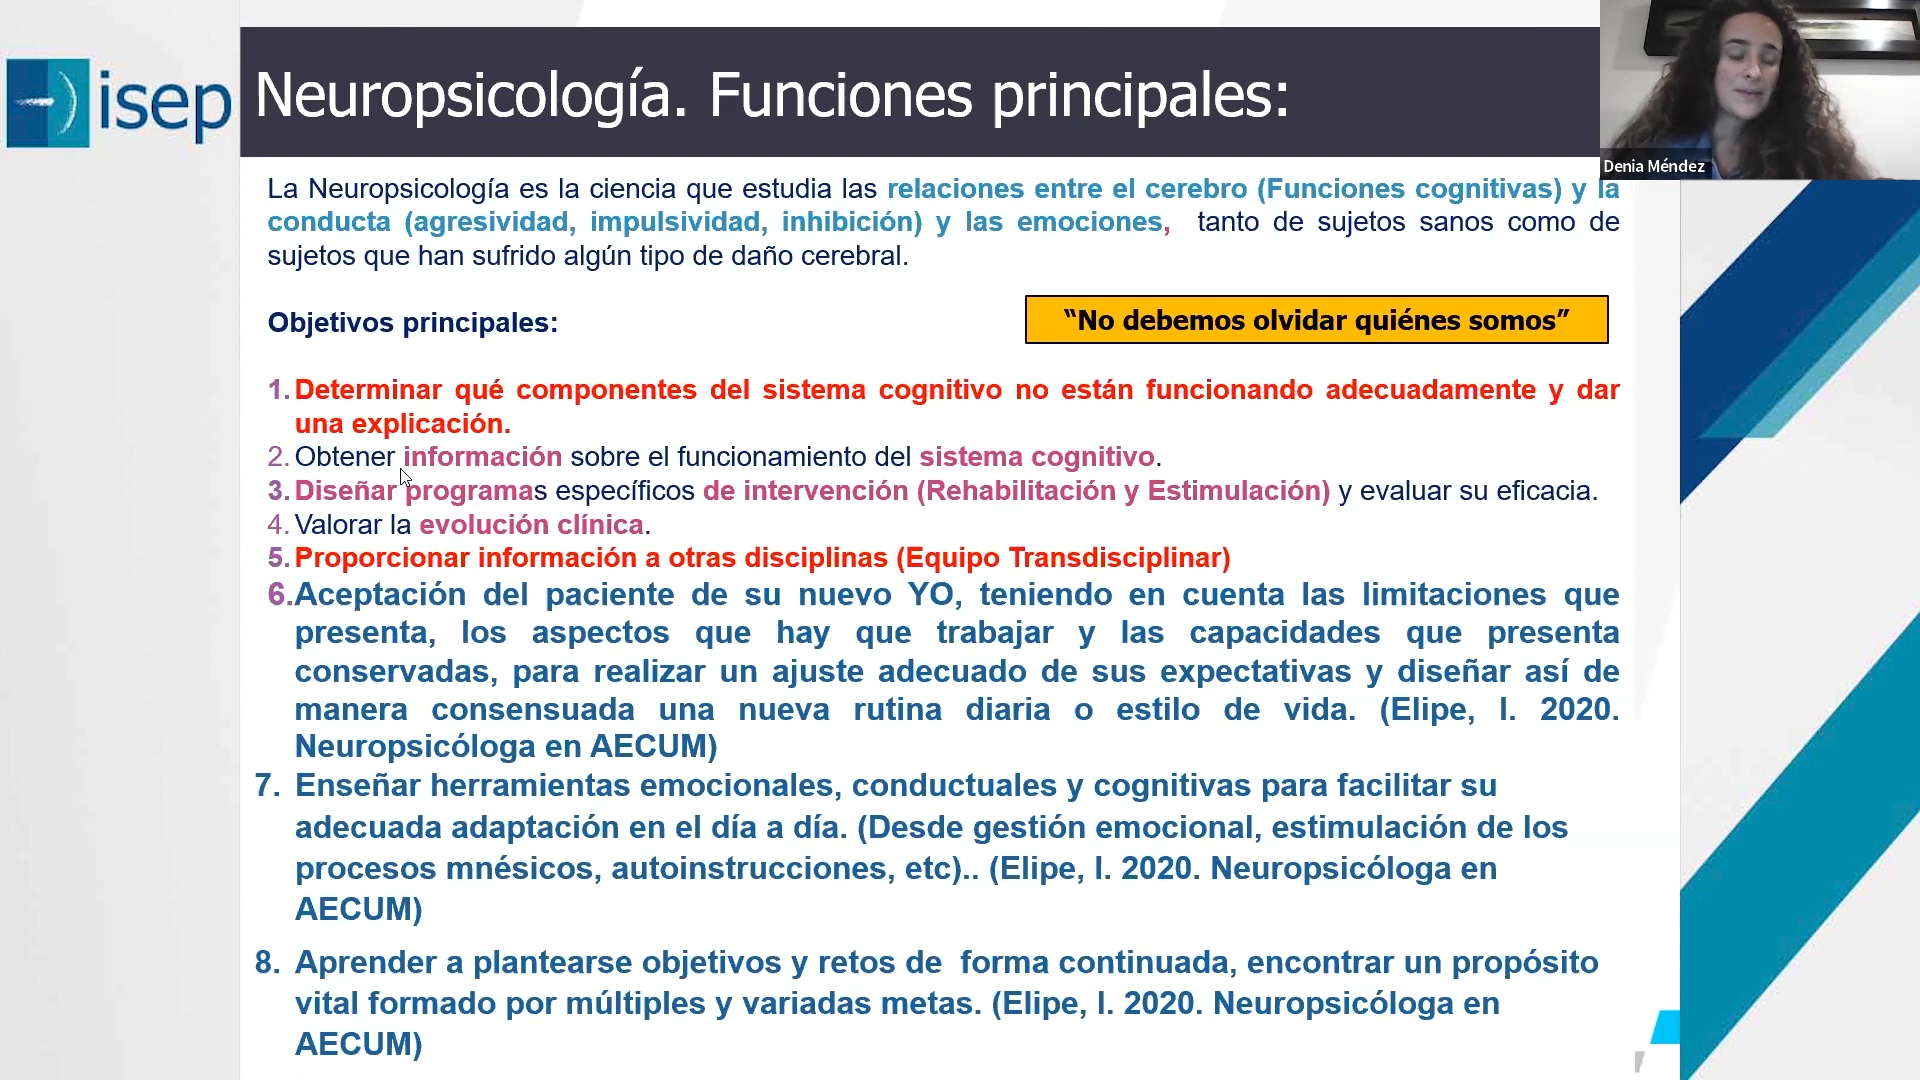 isep
Neuropsicología. Funciones principales:
Denia Méndez
La Neuropsicología es la ciencia que estudia las relaciones entre el cerebro (Funciones cognitivas) y la
conducta (agresividad, impulsividad, inhibición) y las emociones, tanto de sujetos sanos como de
sujetos que han sufrido algún tipo de daño cerebral.
Objetivos principales:
“No debemos olvidar quiénes somos”
1. Determinar qué componentes del sistema cognitivo no están funcionando adecuadamente y dar
una explicación.
2. Obtener información sobre el funcionamiento del sistema cognitivo.
3. Diseñar programas específicos de intervención (Rehabilitación y Estimulación) y evaluar su eficacia.
4. Valorar la evolución clínica.
5. Proporcionar información a otras disciplinas (Equipo Transdisciplinar)
6. Aceptación del paciente de su nuevo YO, teniendo en cuenta las limitaciones que
presenta, los aspectos que hay que trabajar y las capacidades que presenta
conservadas, para realizar un ajuste adecuado de sus expectativas y diseñar así de
manera consensuada una nueva rutina diaria o estilo de vida. (Elipe, I. 2020.
Neuropsicóloga en AECUM)
7. Enseñar herramientas emocionales, conductuales y cognitivas para facilitar su
adecuada adaptación en el día a día. (Desde gestión emocional, estimulación de los
procesos mnésicos, autoinstrucciones, etc).. (Elipe, I. 2020. Neuropsicóloga en
AECUM)
8. Aprender a plantearse objetivos y retos de forma continuada, encontrar un propósito
vital formado por múltiples y variadas metas. (Elipe, I. 2020. Neuropsicóloga en
AECUM)